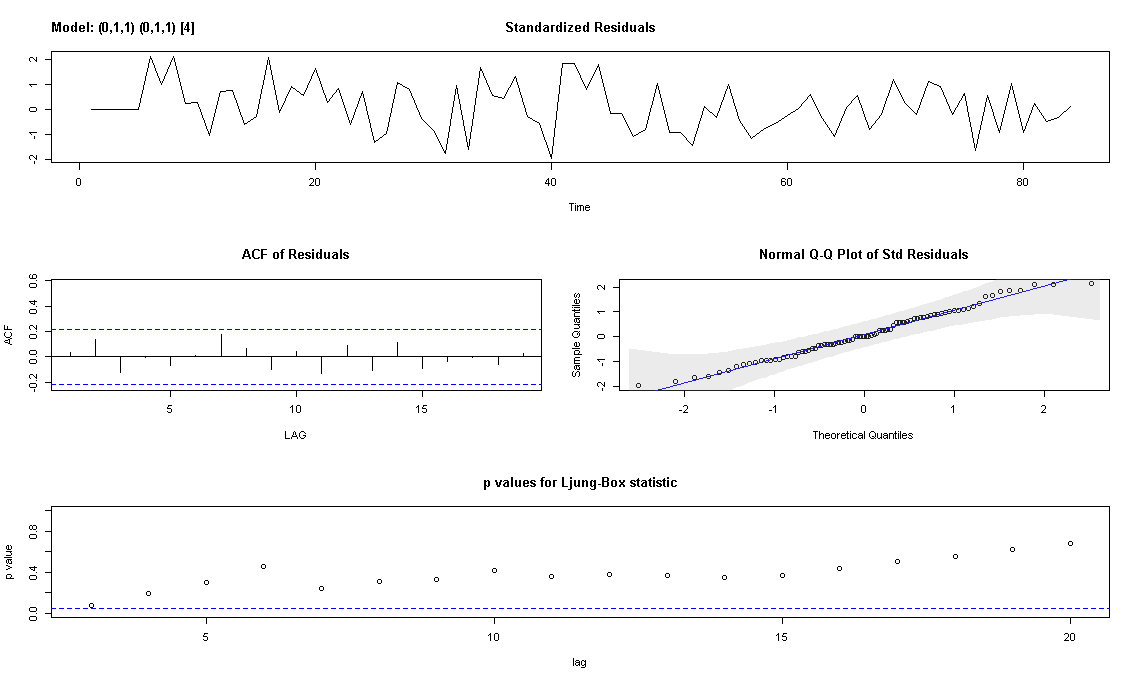 Model: (0,1,1) (0,1,1) [4]
Standardized Residuals
2
1
0
-1
-2
0 20 40 60 80
Time
ACF of Residuals
ACF
0.6
0.4
0.2
0.0
-0.2
5 10 15
LAG
Normal Q-Q Plot of Std Residuals
Sample Quantiles
2
1
0
-1
-2
-2 -1 0 1 2
Theoretical Quantiles
p values for Ljung-Box statistic
p value
0.8
0.4
0.0
5 10 15 20
lag